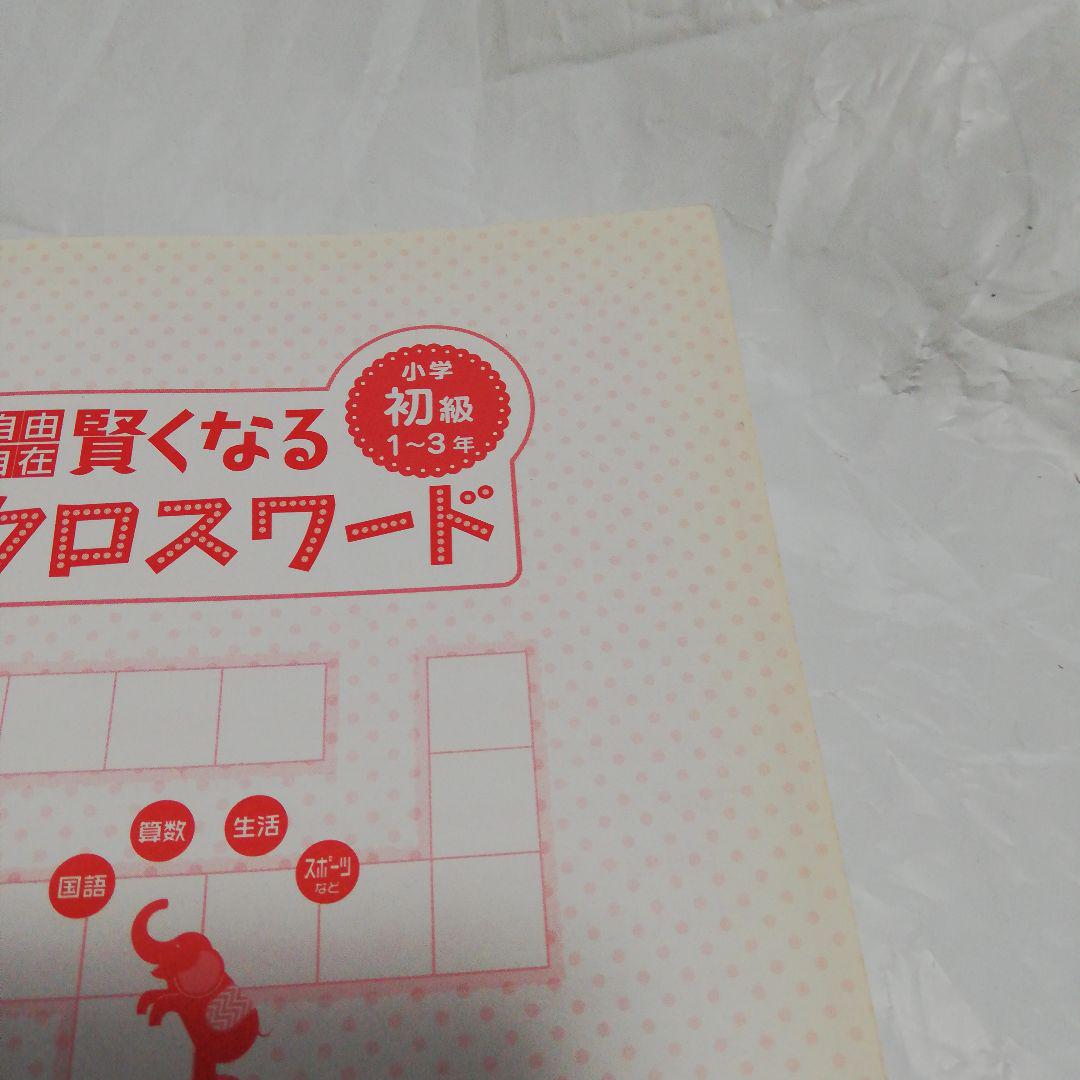 小学
初級
1〜3年
自由
自在
賢くなる
クロスワード
算数
生活
スポーツ
など
国語